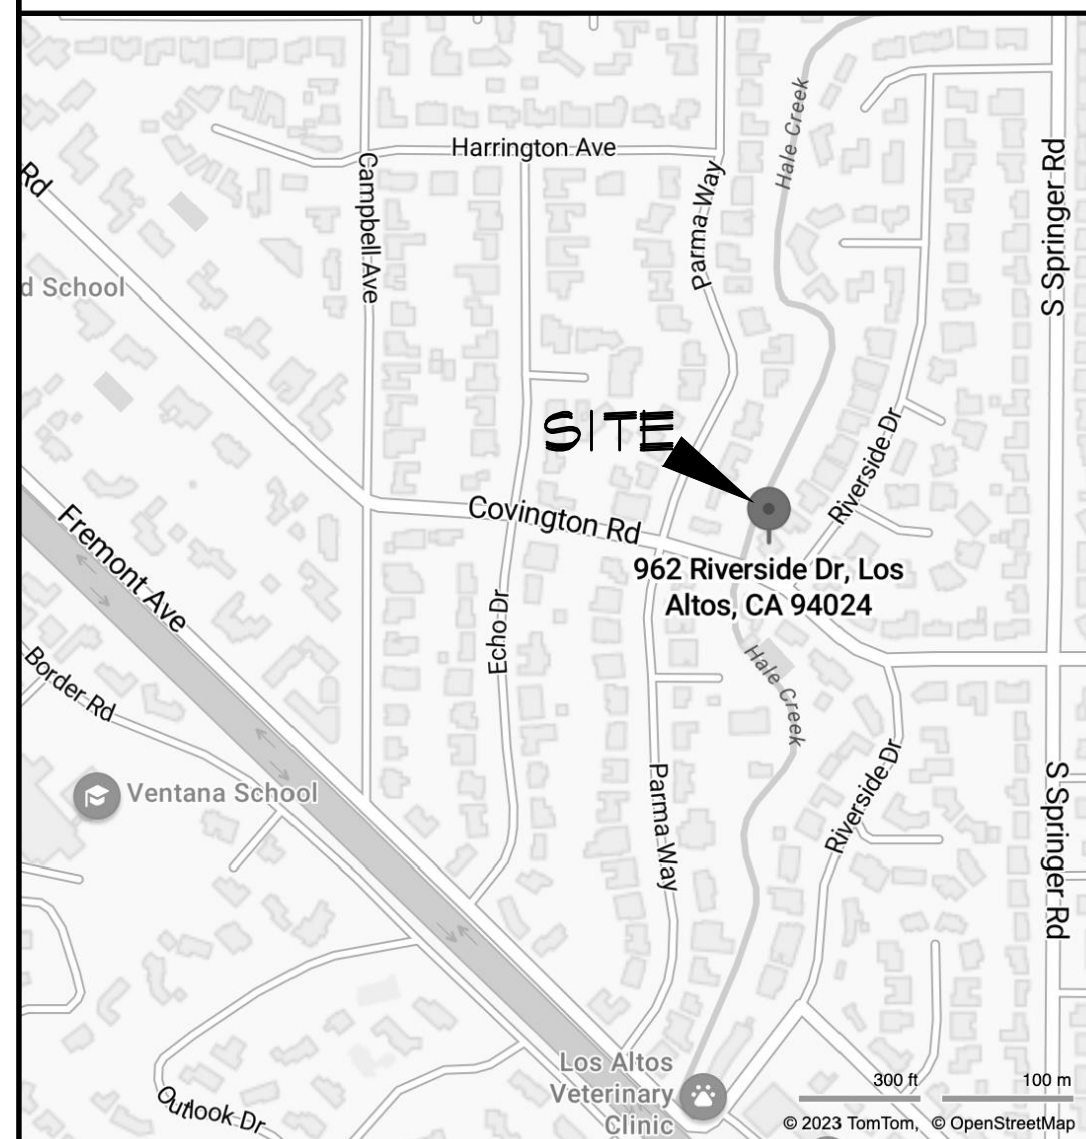 Harrington Ave
Hale Creek
Rd
Campbell Ave
Parma Way
S Springer Rd
d School
SITE
Riverside Dr
Covington Rd
Fremont Ave
962 Riverside Dr, Los
Altos, CA 94024
Echo Dr
Border Rd
Hale Creek
Ventana School
Parma Way
Riverside Dr
S Springer Rd
Los Altos
Veterinary
Clinic
Outlook Dr
300 ft
100 m
© 2023 TomTom, © OpenStreetMap